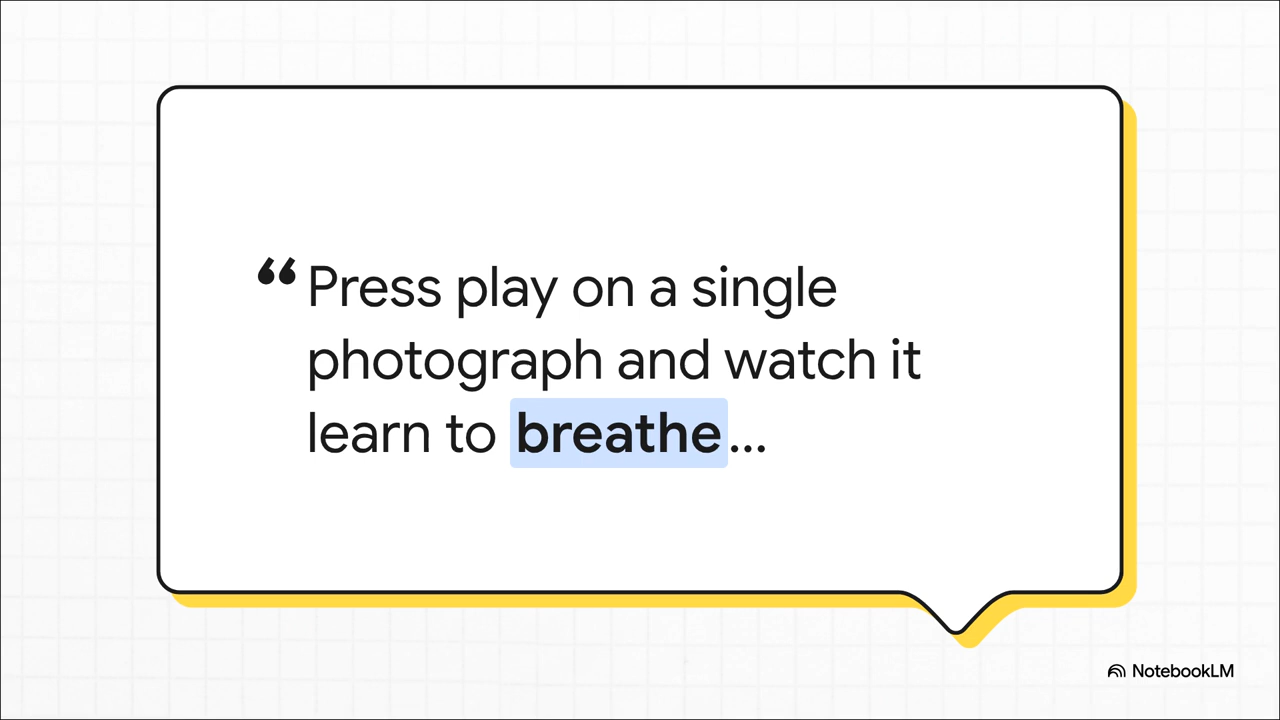 “Press play on a single
photograph and watch it
learn to breathe...
NotebookLM